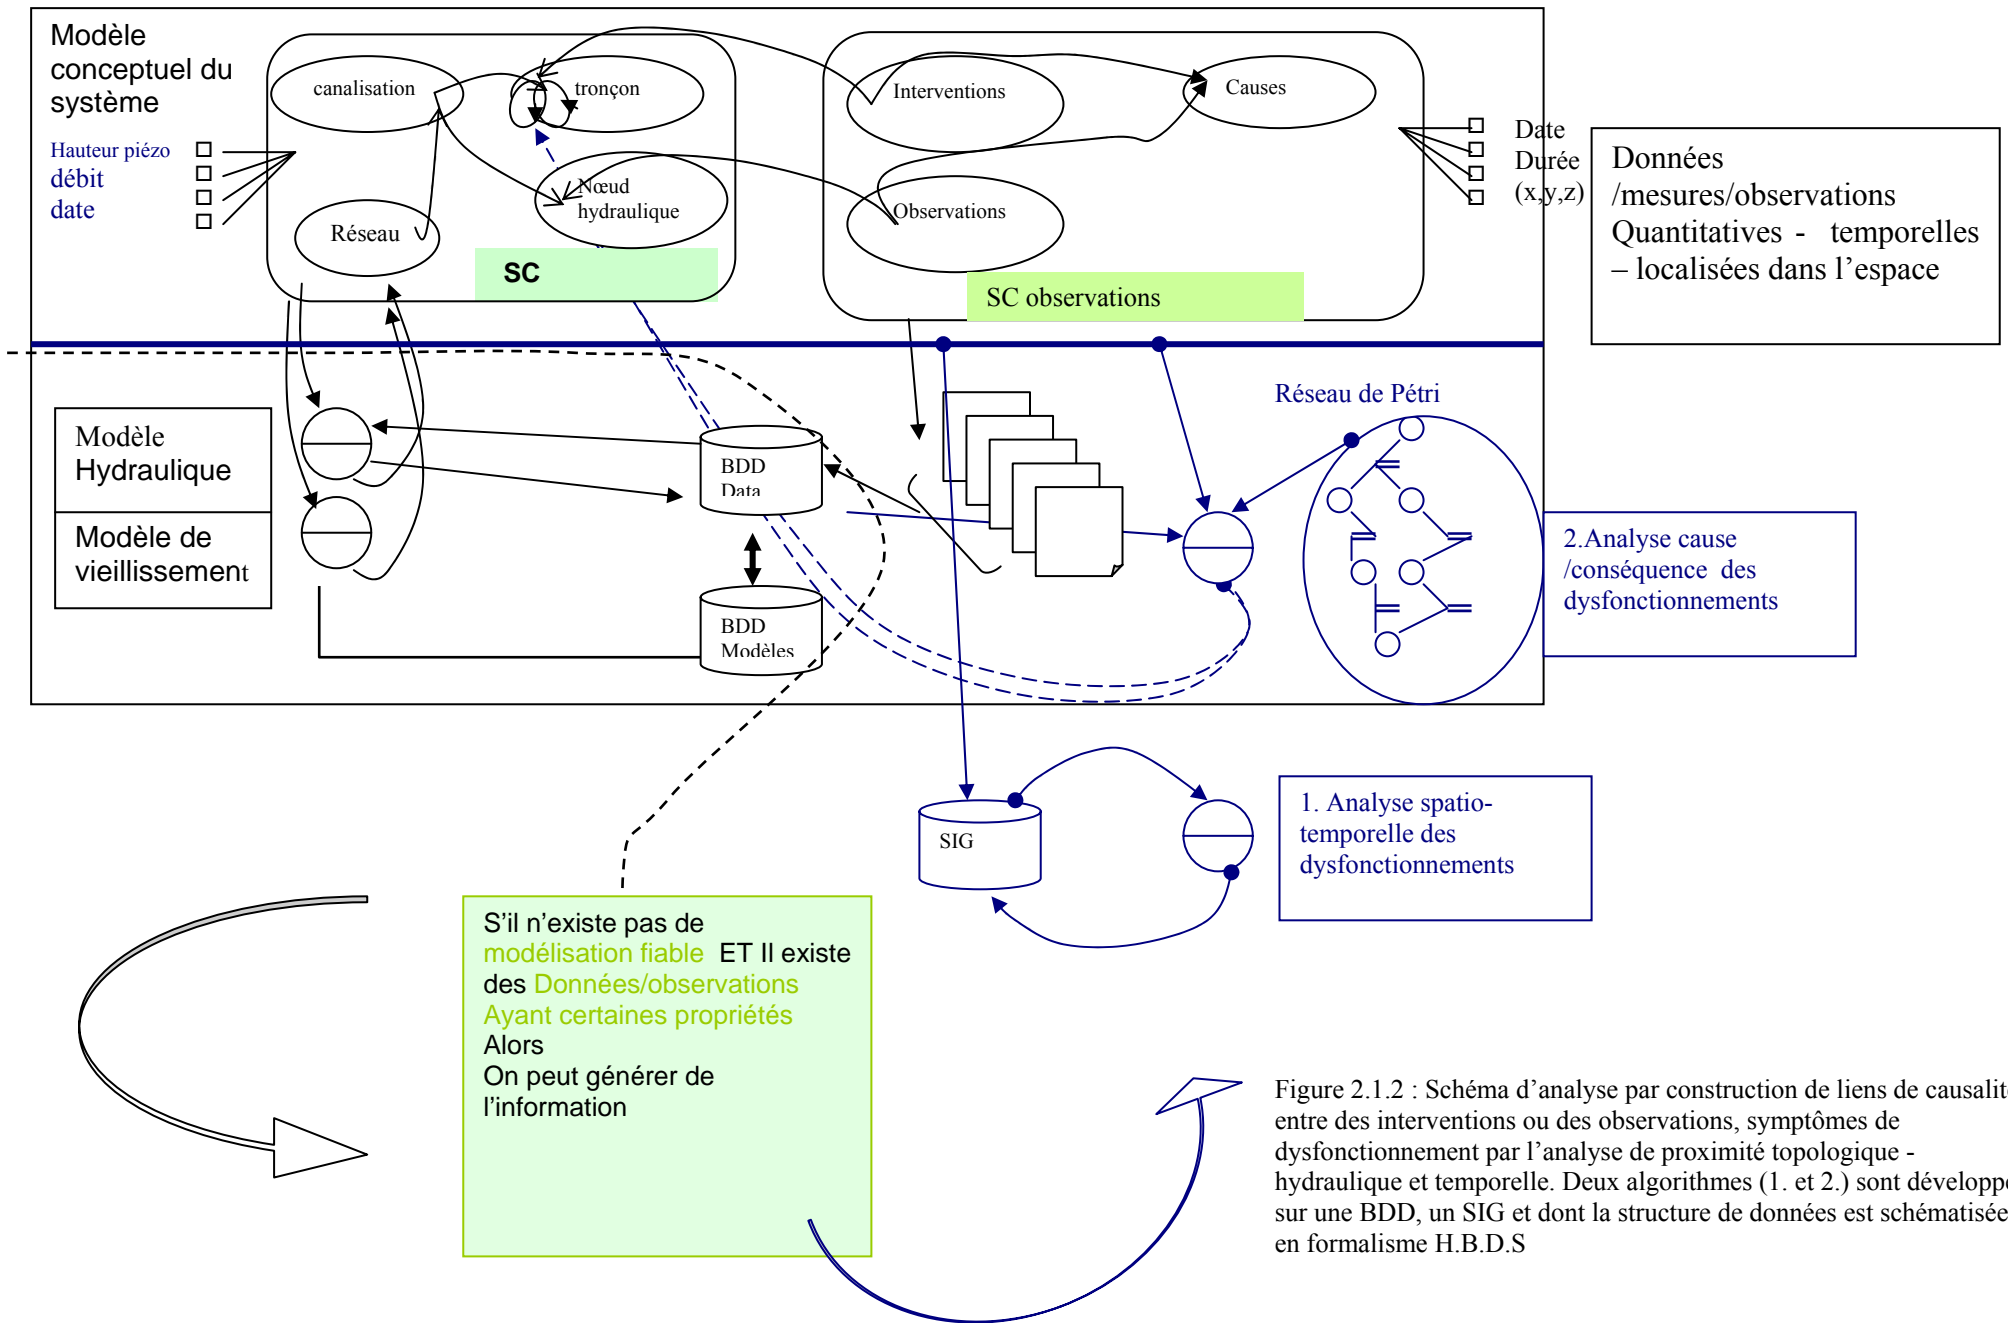 Modèle
conceptuel du
système
Hauteur piézo
débit
date
canalisation
tronçon
Nœud
hydraulique
Réseau
SC
Interventions
Causes
Observations
SC observations
Date
Durée
(x,y,z)
Données
/mesures/observations
Quantitatives - temporelles
– localisées dans l’espace
Modèle
Hydraulique
Modèle de
vieillissement
BDD
Data
BDD
Modèles
Réseau de Pétri
2.Analyse cause
/conséquence des
dysfonctionnements
SIG
1. Analyse spatio-
temporelle des
dysfonctionnements
S’il n’existe pas de
modélisation fiable ET Il existe
des Données/observations
Ayant certaines propriétés
Alors
On peut générer de
l’information
Figure 2.1.2 : Schéma d’analyse par construction de liens de
entre des interventions ou des observations, symptômes de
dysfonctionnement par l’analyse de proximité topologique -
hydraulique et temporelle. Deux algorithmes (1. et 2.) sont
sur une BDD, un SIG et dont la structure de données est schématisée
en formalisme H.B.D.S